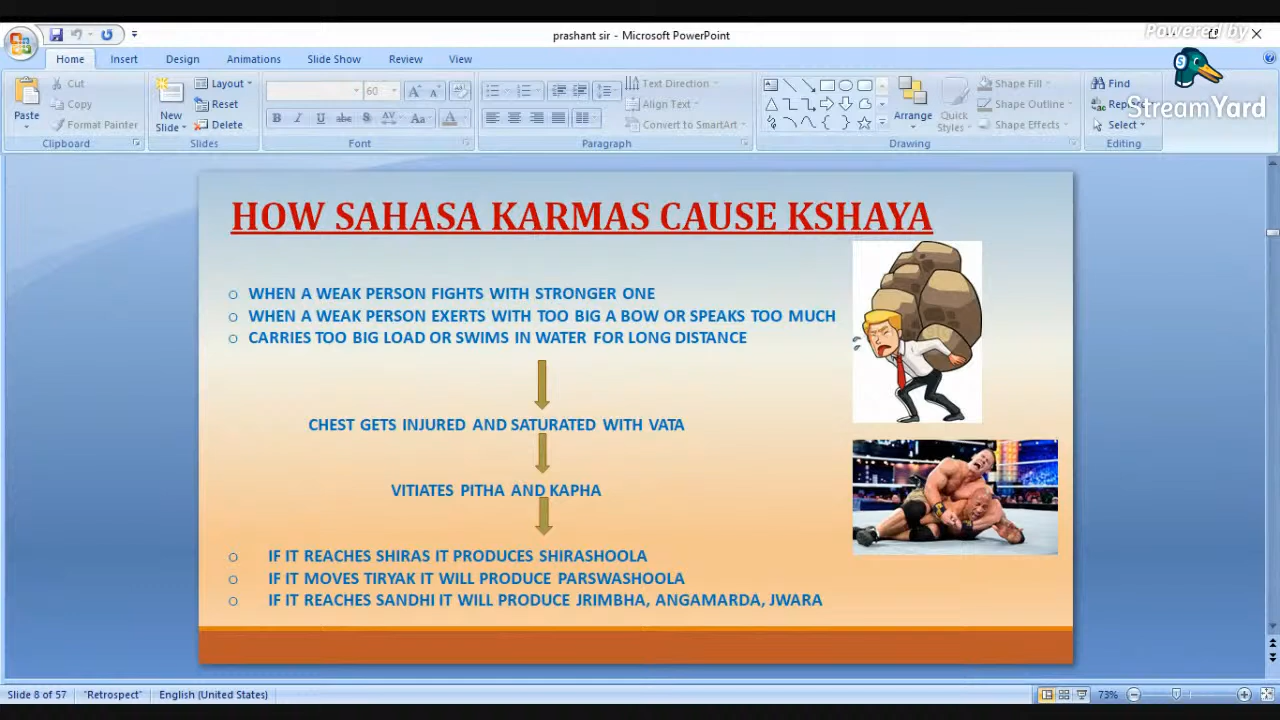 Powered by
prashant sir - Microsoft PowerPoint
Home Insert Design Animations Slide Show Review View
StreamYard
Paste
Cut
Copy
Format Painter
Clipboard
New Slide
Layout
Reset
Delete
Slides
60
Font
Text Direction
Align Text
Convert to SmartArt
Paragraph
Arrange
Quick Styles
Shape Fill
Shape Outline
Shape Effects
Drawing
Find
Select
Editing
HOW SAHASA KARMAS CAUSE KSHAYA
WHEN A WEAK PERSON FIGHTS WITH STRONGER ONE
WHEN A WEAK PERSON EXERTS WITH TOO BIG A BOW OR SPEAKS TOO MUCH
CARRIES TOO BIG LOAD OR SWIMS IN WATER FOR LONG DISTANCE
CHEST GETS INJURED AND SATURATED WITH VATA
VITIATES PITHA AND KAPHA
IF IT REACHES SHIRAS IT PRODUCES SHIRASHOOLA
IF IT MOVES TIRYAK IT WILL PRODUCE PARSWASHOOLA
IF IT REACHES SANDHI IT WILL PRODUCE JRIMBHA, ANGAMARDA, JWARA
Slide 8 of 57 "Retrospect" English (United States) 73%